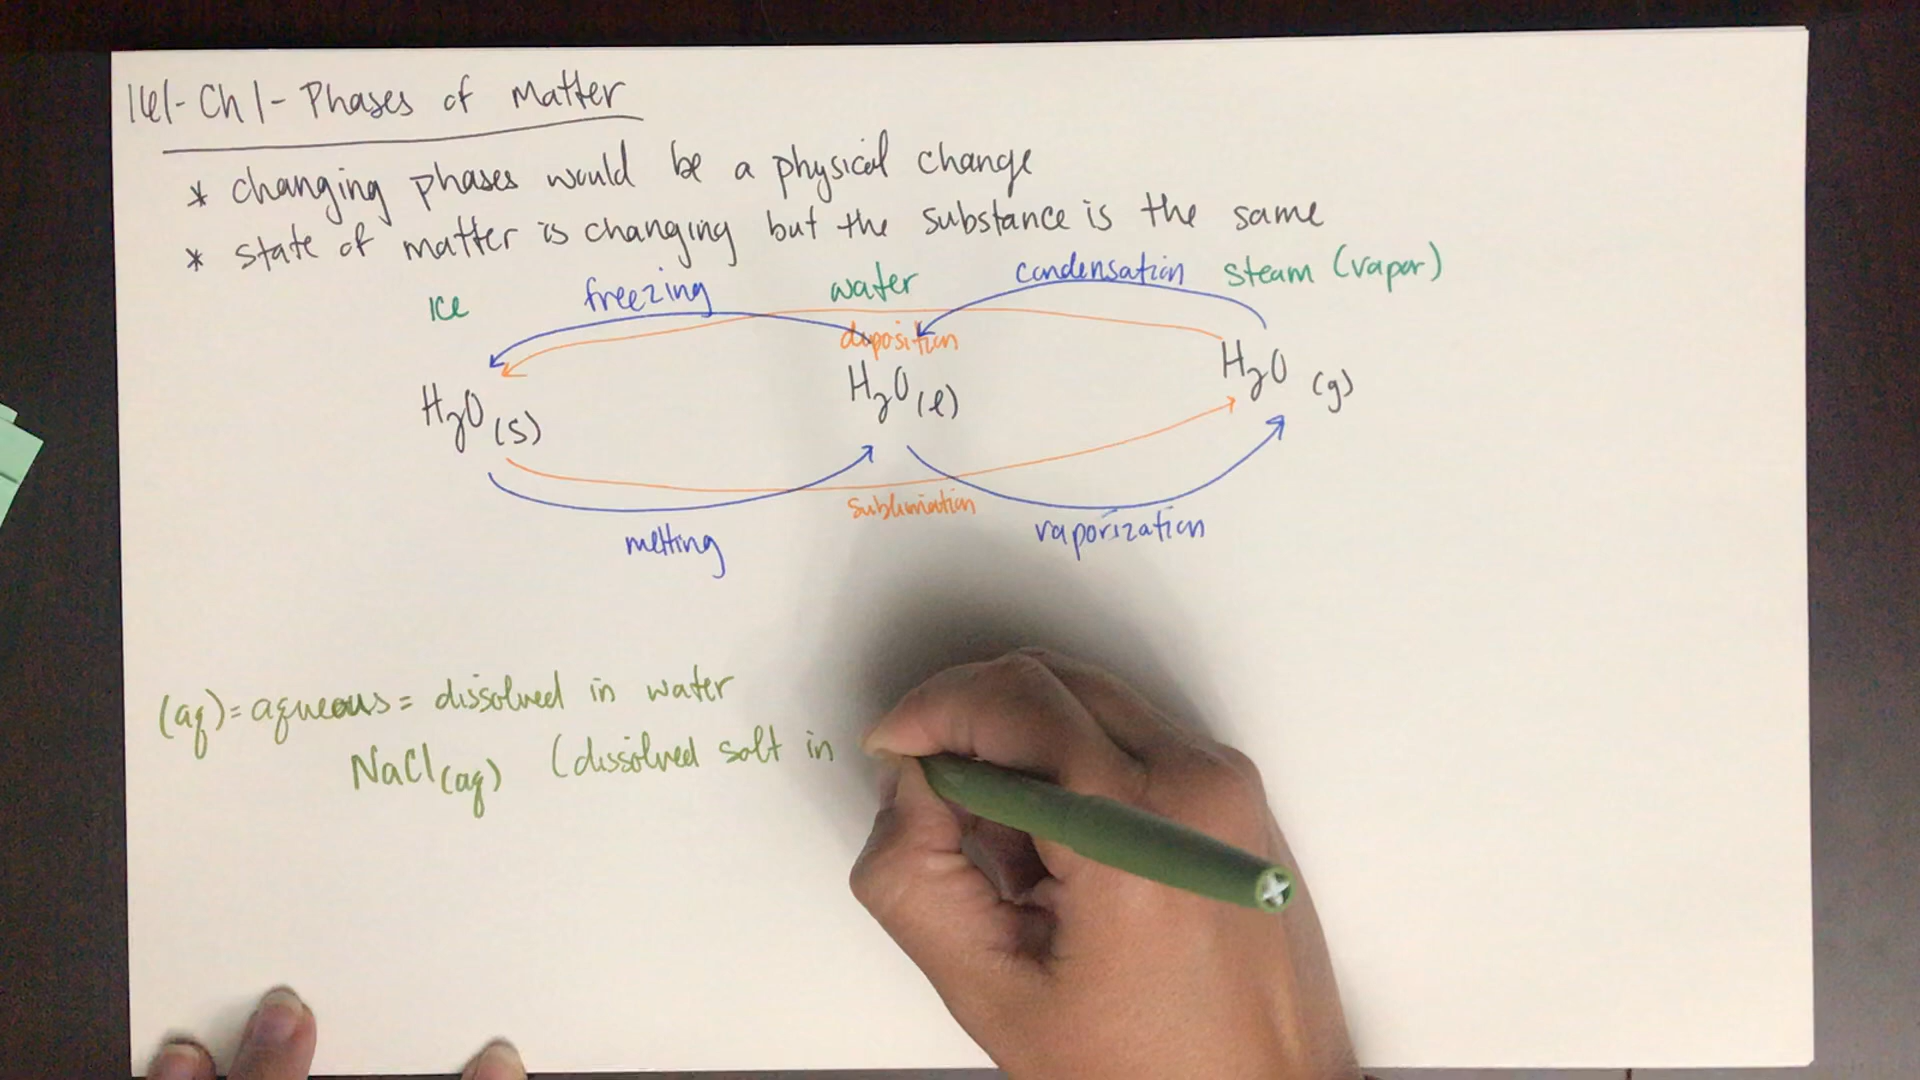 161-Ch 1- Phases of Matter
* changing phases would be a physical change
* state of matter is changing but the substance is the same
ice freezing water condensation steam (vapor)
deposition
H2O (s) H2O (l) H2O (g)
sublimation
melting vaporization
(aq) = aqueous = dissolved in water
NaCl (aq) (dissolved salt in